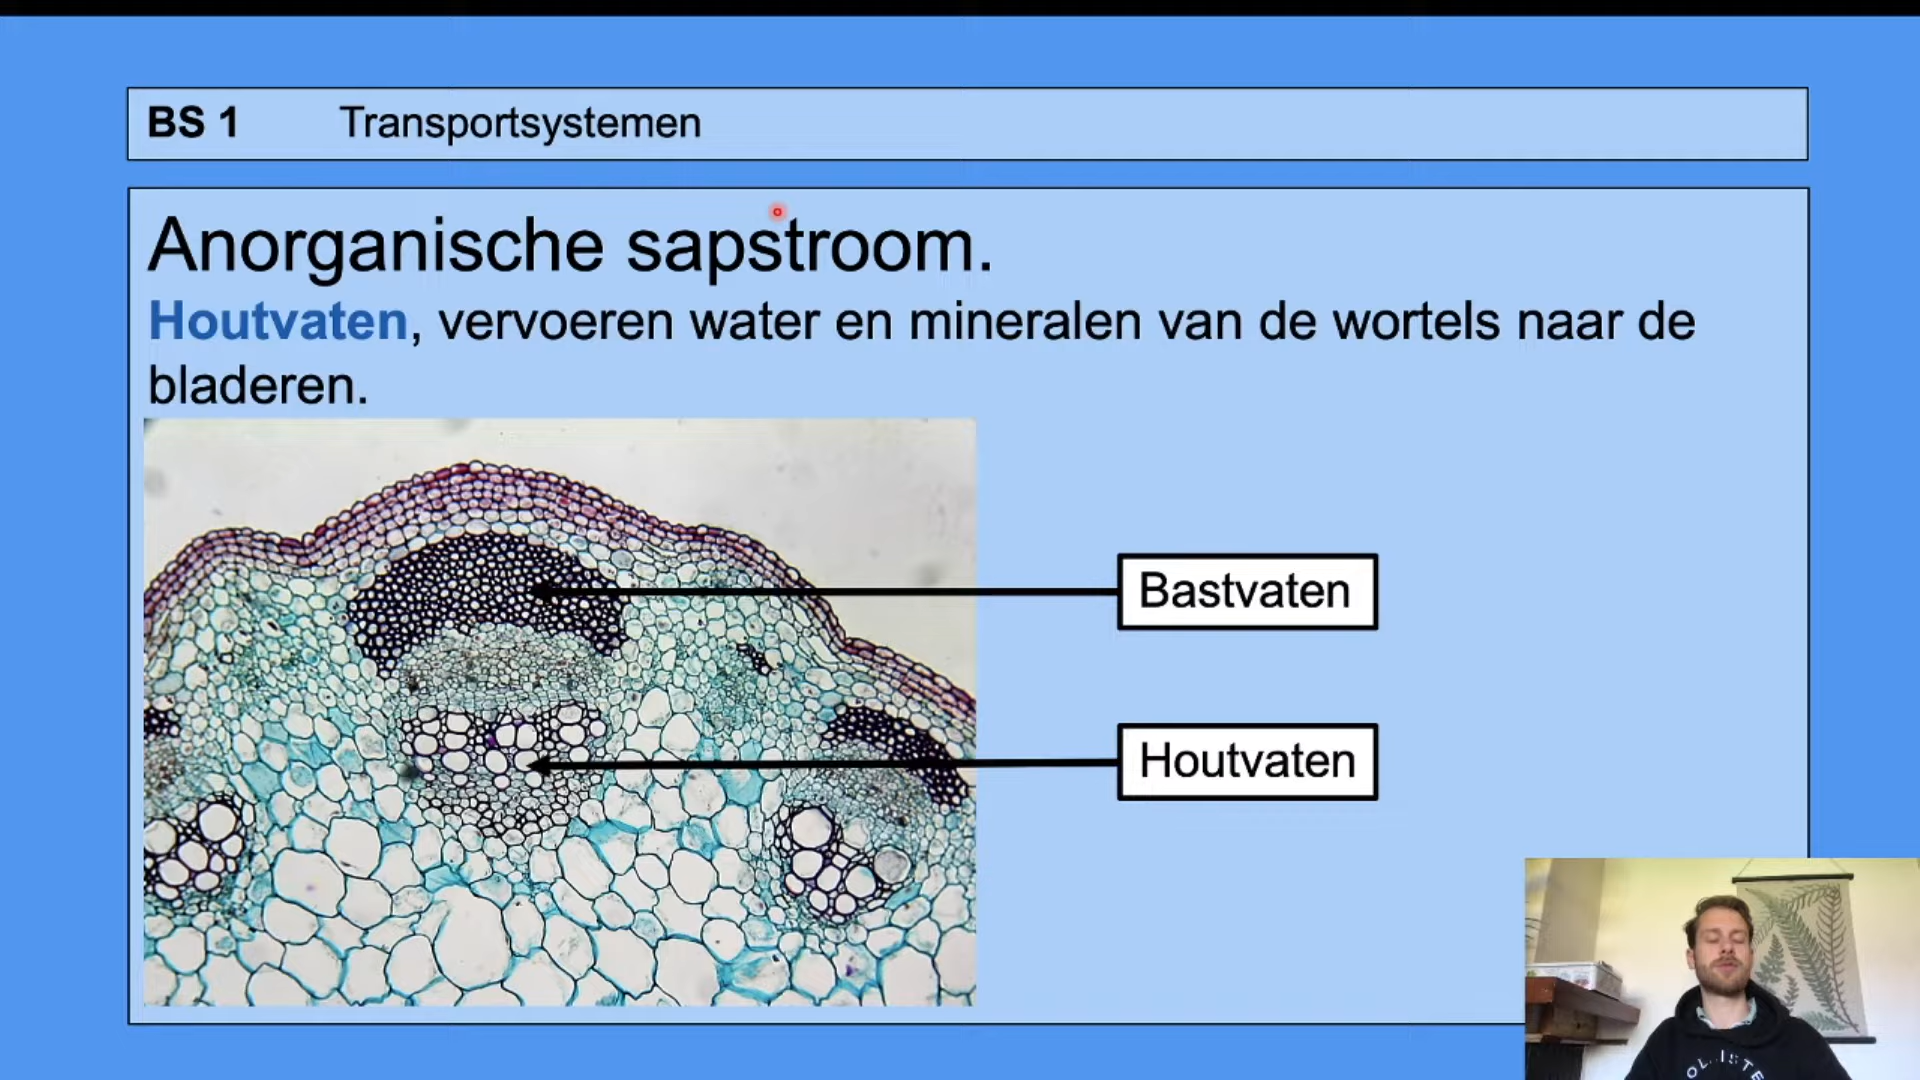 BS 1 Transportsystemen
Anorganische sapstroom.
Houtvaten, vervoeren water en mineralen van de wortels naar de
bladeren.
Bastvaten
Houtvaten